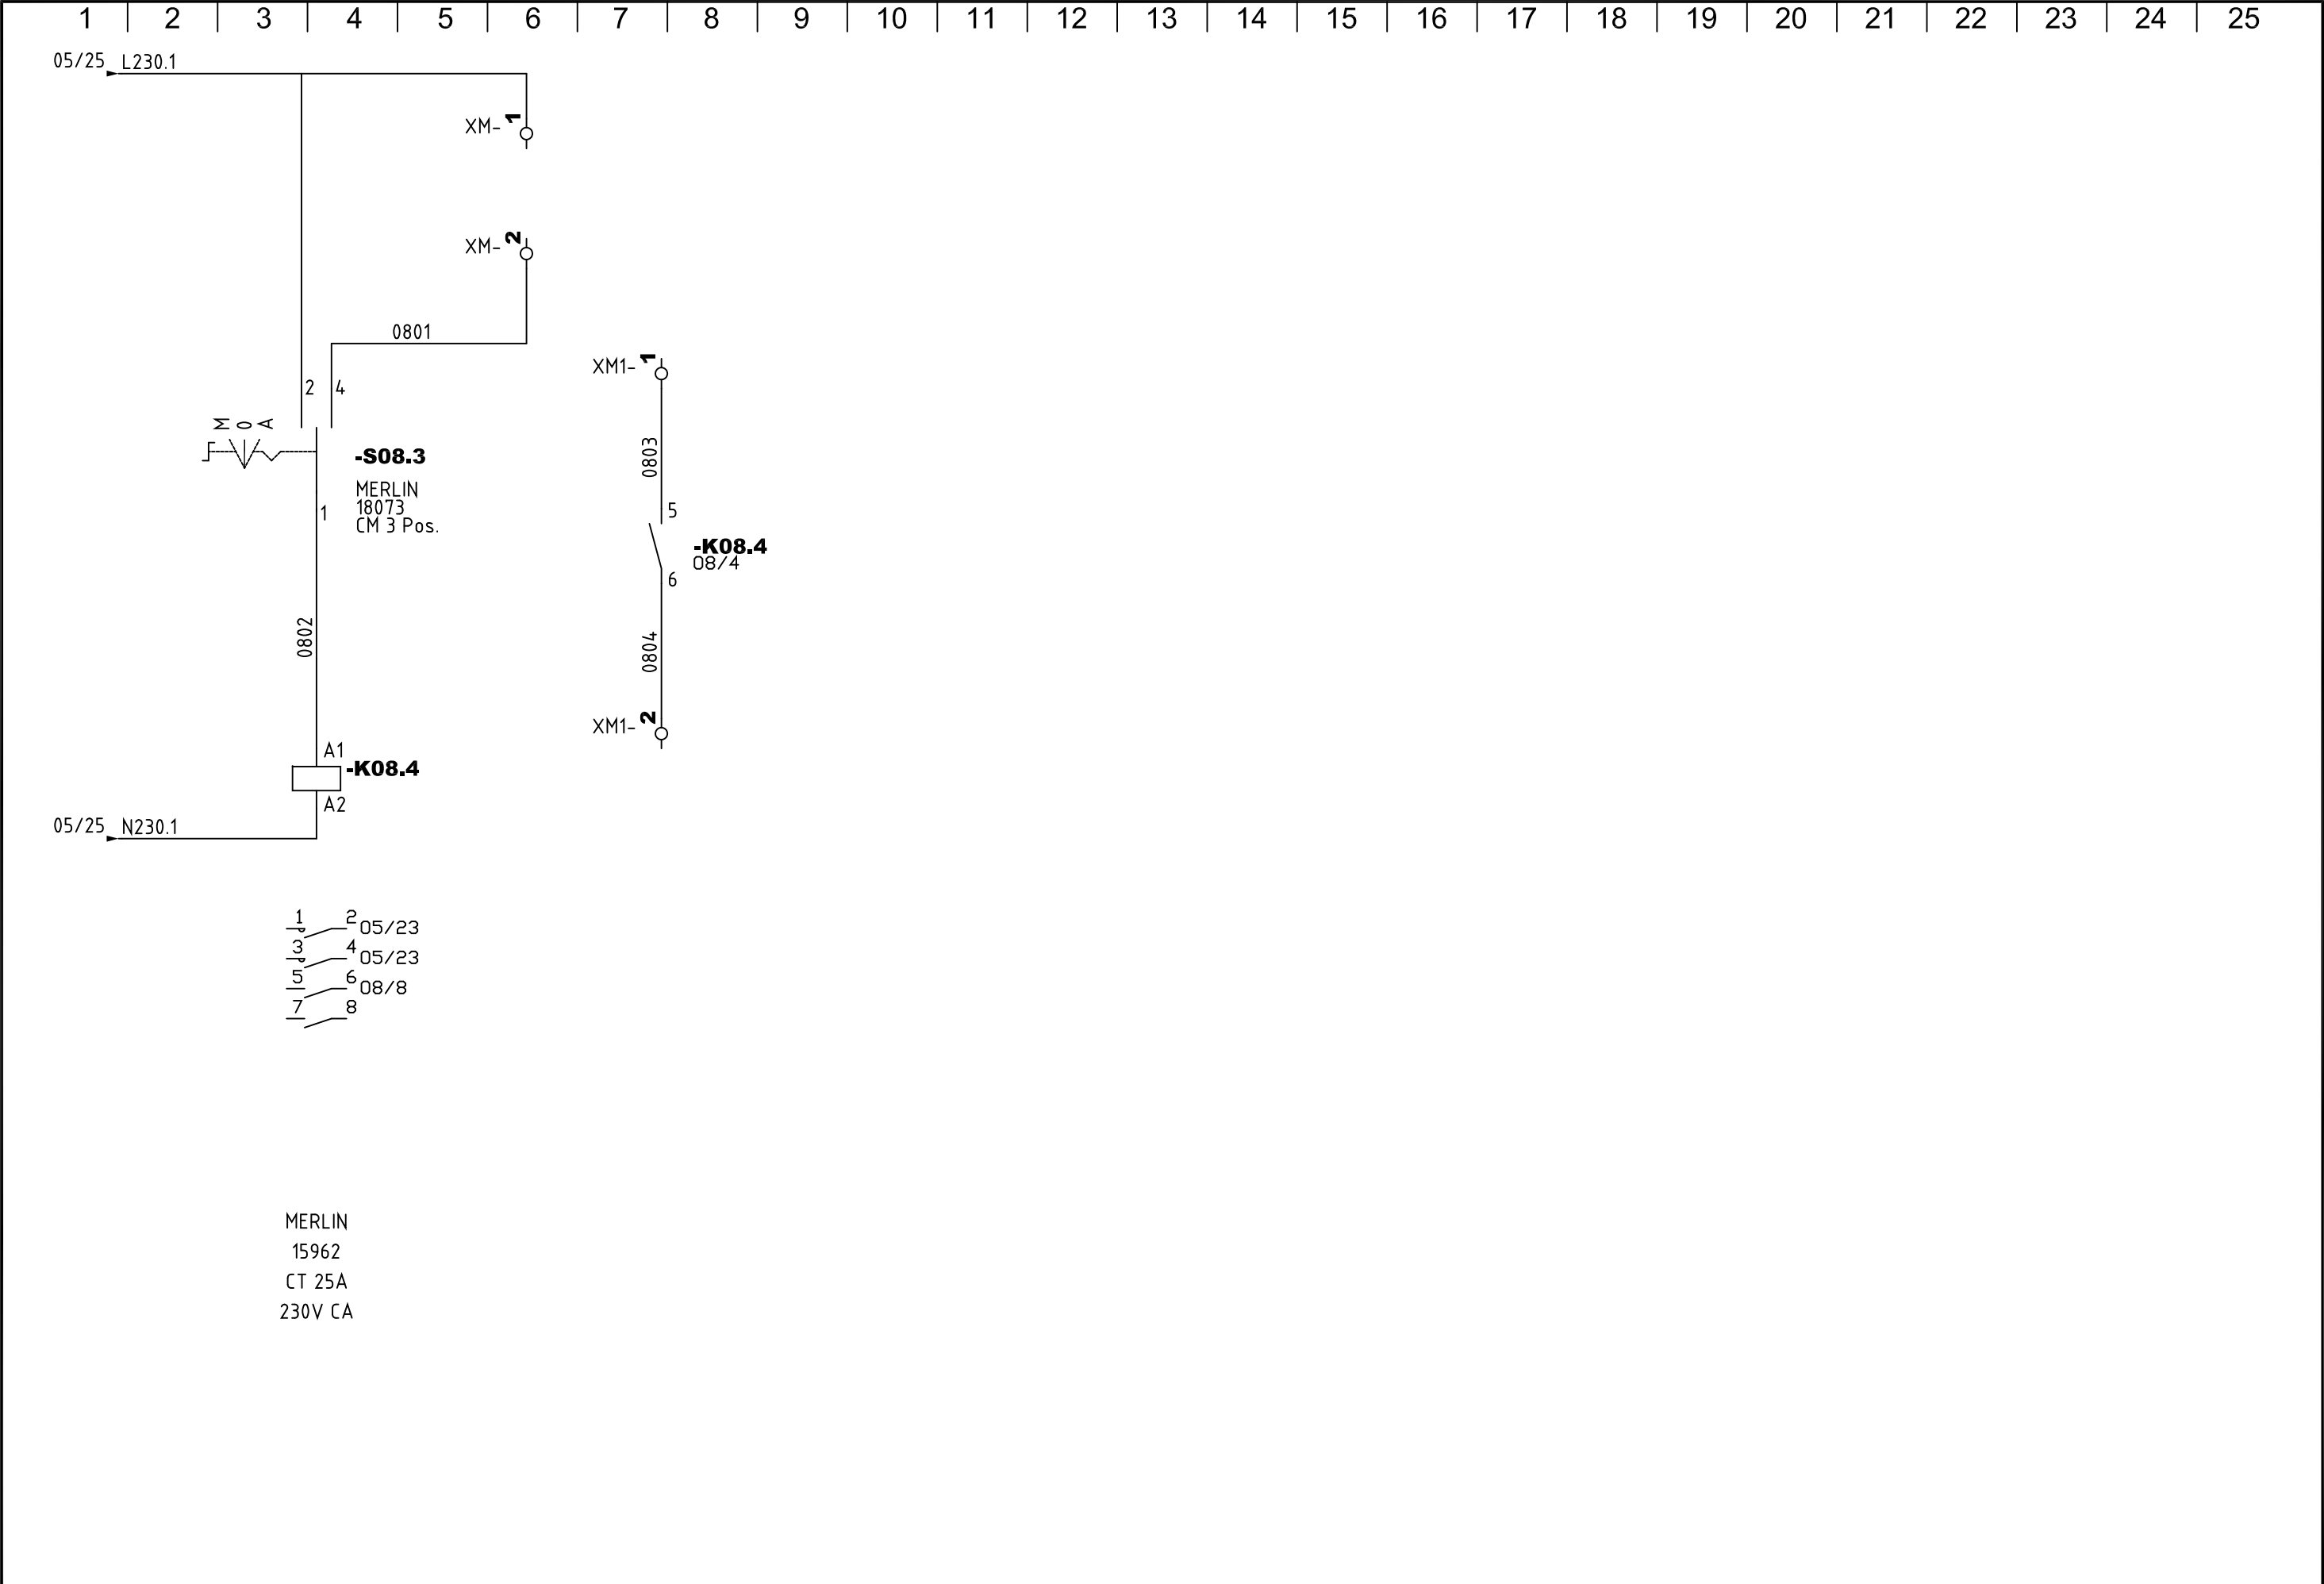 1 2 3 4 5 6 7 8 9 10 11 12 13 14 15 16 17 18 19 20 21 22 23 24 25
05/25 L230.1
XM- 1
XM- 2
0801
XM1- 1
2 4
M 0 A
0803
-S08.3
MERLIN
18073
CM 3 Pos.
1
5
-K08.4
08/4
6
0802
0804
XM1- 2
A1
-K08.4
A2
05/25 N230.1
1 2 05/23
3 4 05/23
5 6 08/8
7 8
MERLIN
15962
CT 25A
230V CA